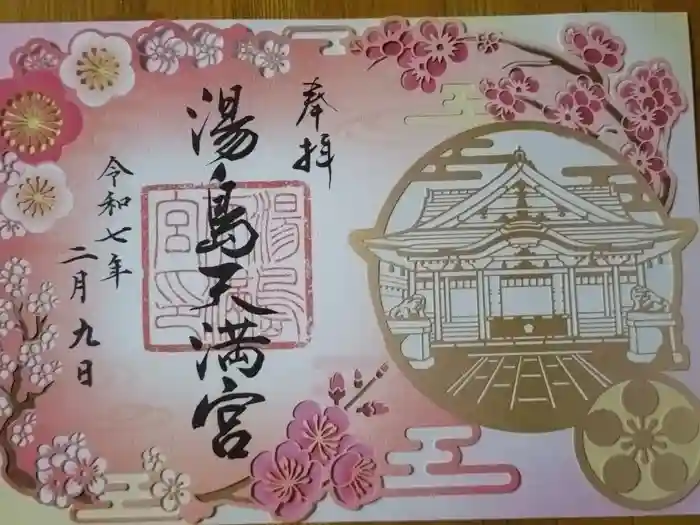 奉拝
湯島天満宮
令和七年
二月九日